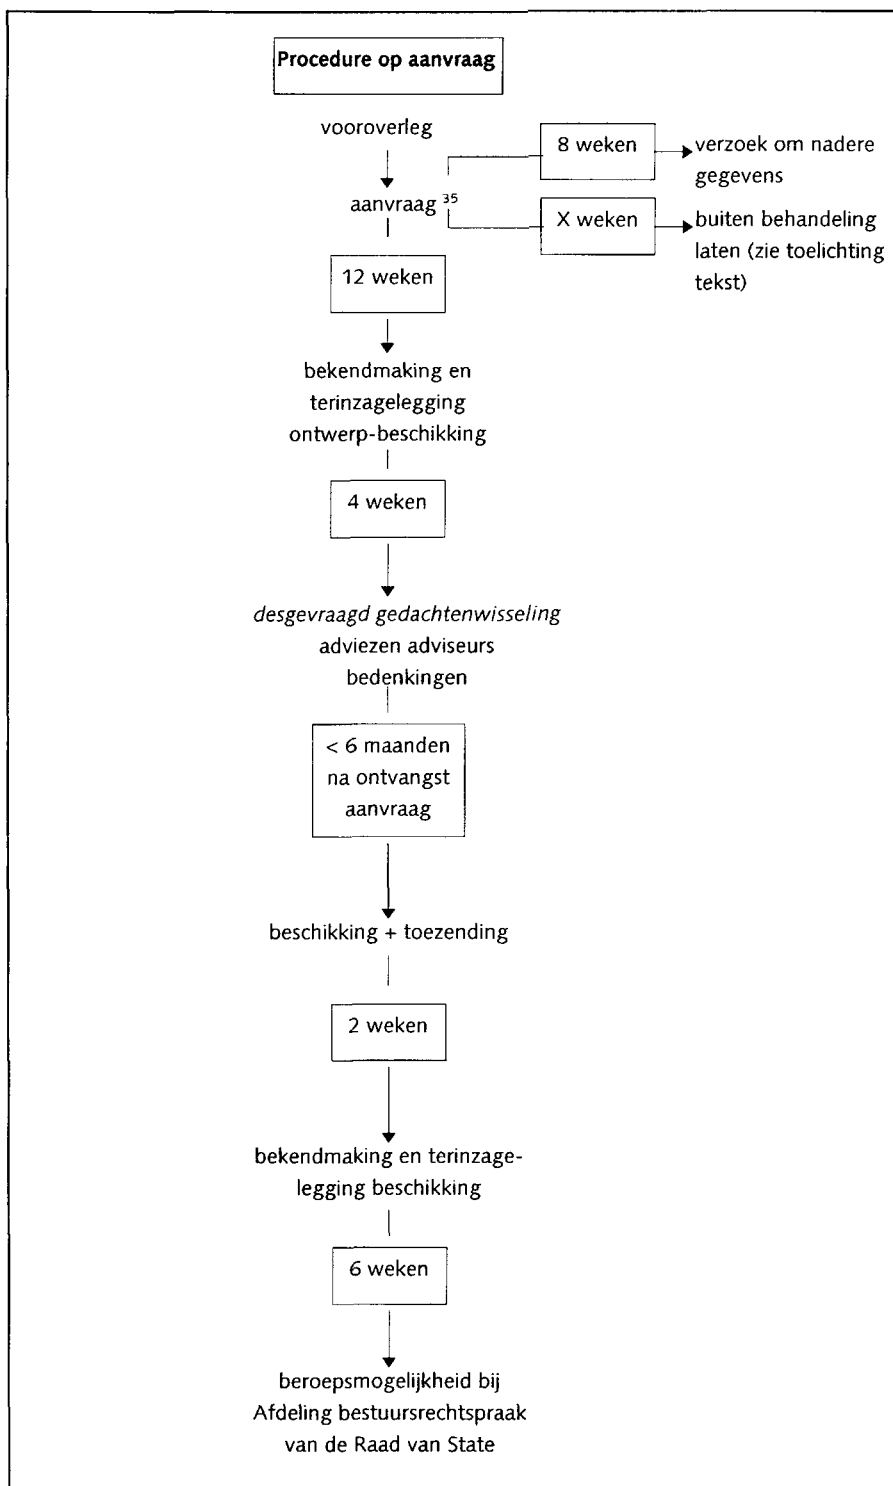 Procedure op aanvraag
vooroverleg
8 weken
verzoek om nadere
gegevens
aanvraag 35
X weken
buiten behandeling
laten (zie toelichting
tekst)
12 weken
bekendmaking en
terinzagelegging
ontwerp-beschikking
4 weken
desgevraagd gedachtenwisseling
adviezen adviseurs
bedenkingen
< 6 maanden
na ontvangst
aanvraag
beschikking + toezending
2 weken
bekendmaking en terinzage-
legging beschikking
6 weken
beroepsmogelijkheid bij
Afdeling bestuursrechtspraak
van de Raad van State